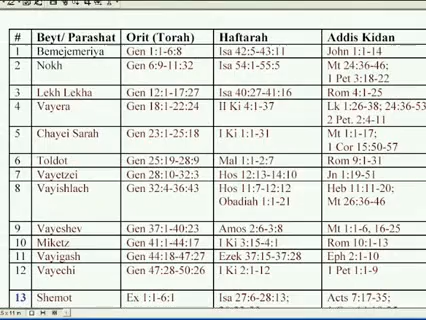 # Beyt/ Parashat Orit (Torah) Haftarah Addis Kidan
1 Bemejemeriya Gen 1:1-6:8 Isa 42:5-43:11 John 1:1-14
2 Nokh Gen 6:9-11:32 Isa 54:1-55:5 Mt 24:36-46;
1 Pet 3:18-22
3 Lekh Lekha Gen 12:1-17:27 Isa 40:27-41:16 Rom 4:1-25
4 Vayera Gen 18:1-22:24 II Ki 4:1-37 Lk 1:26-38; 24:36-53
2 Pet. 2:4-11
5 Chayei Sarah Gen 23:1-25:18 I Ki 1:1-31 Mt 1:1-17;
1 Cor 15:50-57
6 Toldot Gen 25:19-28:9 Mal 1:1-2:7 Rom 9:1-31
7 Vayetzei Gen 28:10-32:3 Hos 12:13-14:10 Jn 1:19-51
8 Vayishlach Gen 32:4-36:43 Hos 11:7-12:12 Heb 11:11-20;
Obadiah 1:1-21 Mt 26:36-46
9 Vayeshev Gen 37:1-40:23 Amos 2:6-3:8 Mt 1:1-6, 16-25
10 Miketz Gen 41:1-44:17 I Ki 3:15-4:1 Rom 10:1-13
11 Vayigash Gen 44:18-47:27 Ezek 37:15-37:28 Eph 2:1-10
12 Vayechi Gen 47:28-50:26 I Ki 2:1-12 1 Pet 1:1-9
13 Shemot Ex 1:1-6:1 Isa 27:6-28:13; Acts 7:17-35;